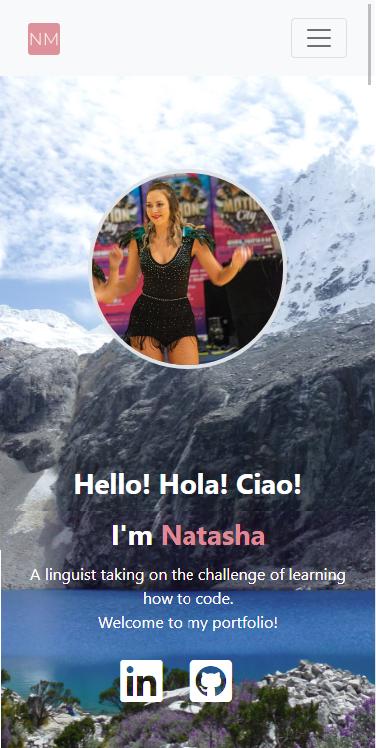 NM
Hello! Hola! Ciao!
I'm Natasha
A linguist taking on the challenge of learning
how to code.
Welcome to my portfolio!
in